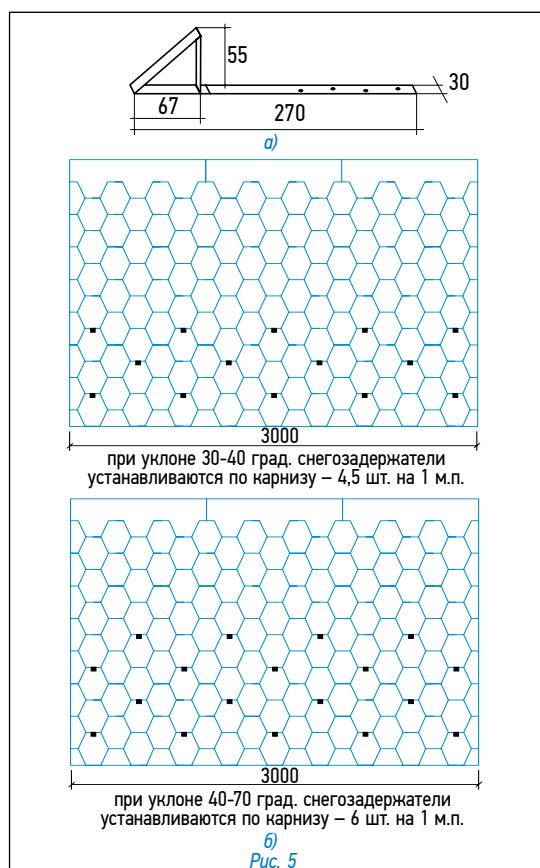 55
30
67
270
а)
3000
при уклоне 30-40 град. снегозадержатели
устанавливаются по карнизу – 4,5 шт. на 1 м.п.
3000
при уклоне 40-70 град. снегозадержатели
устанавливаются по карнизу – 6 шт. на 1 м.п.
б)
Рис. 5